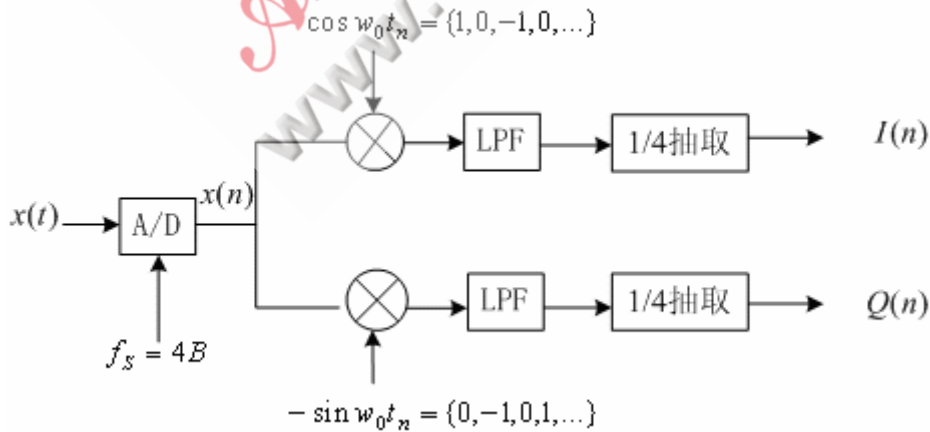 cos w₀tₙ = {1,0,−1,0,...}
www.
LPF
1/4抽取
I(n)
x(t)
A/D
x(n)
LPF
1/4抽取
Q(n)
f_S = 4B
− sin w₀tₙ = {0,−1,0,1,...}